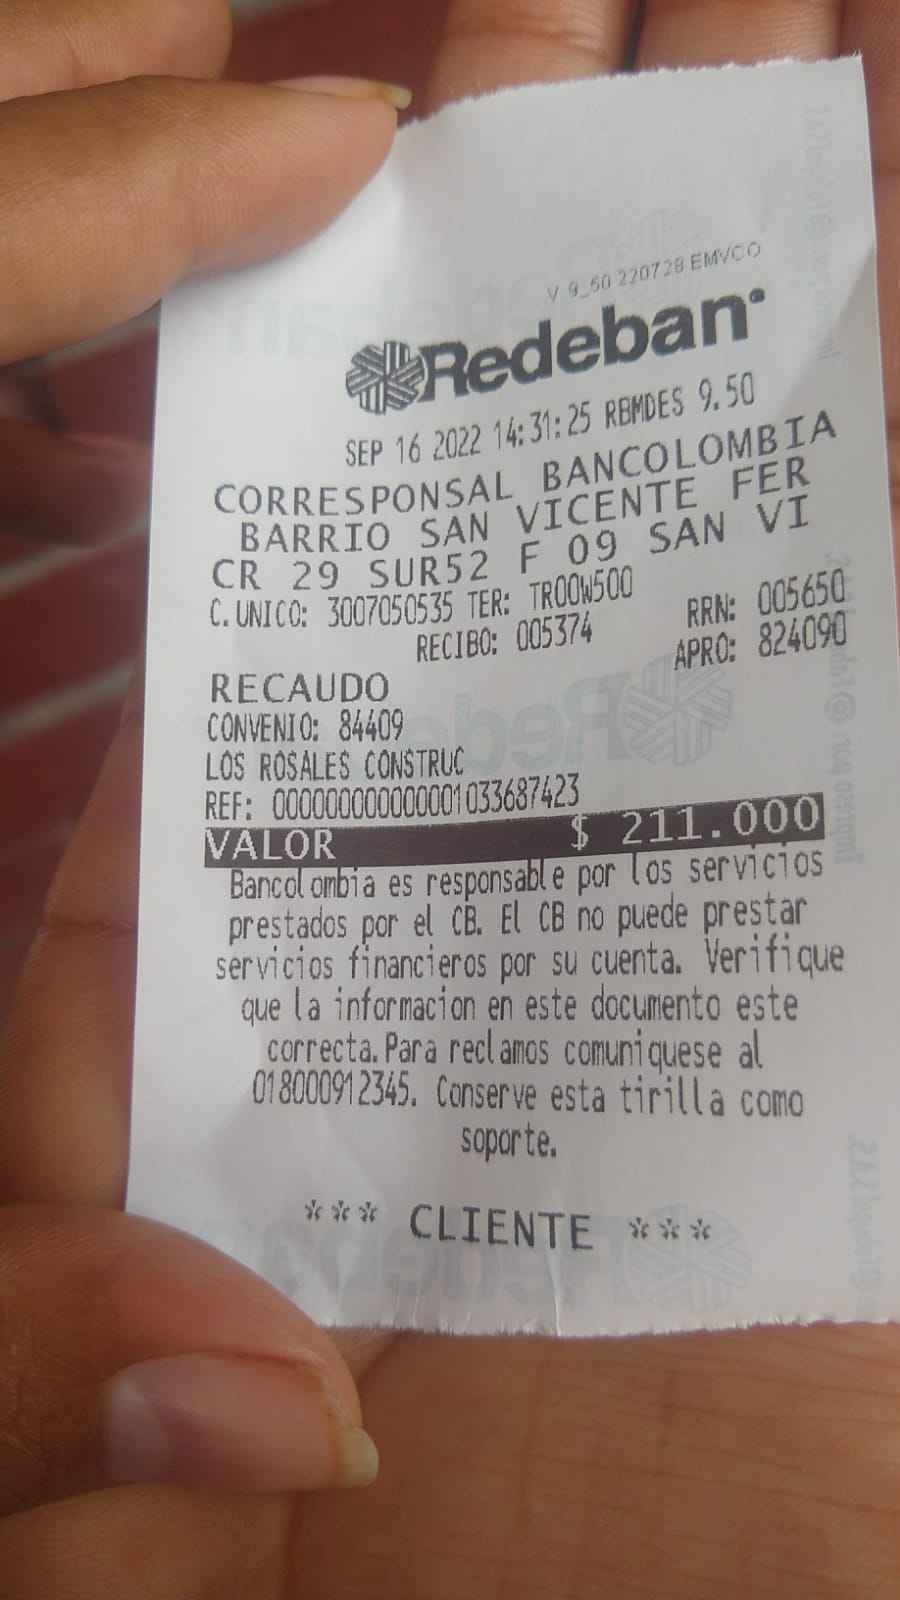 V 9_50 220728 EMVCO
Redeban
SEP 16 2022 14:31:25 RBMDES 9.50
CORRESPONSAL BANCOLOMBIA
BARRIO SAN VICENTE FER
CR 29 SUR52 F 09 SAN VI
C. UNICO: 3007050535 TER: TR00W500
RECIBO: 005374 RRN: 005650
APRO: 824090
RECAUDO
CONVENIO: 84409
LOS ROSALES CONSTRUC
REF: 000000000000001033687423
VALOR $ 211.000
Bancolombia es responsable por los servicios
prestados por el CB. El CB no puede prestar
servicios financieros por su cuenta. Verifique
que la informacion en este documento este
correcta. Para reclamos comuniquese al
018000912345. Conserve esta tirilla como
soporte.
*** CLIENTE ***